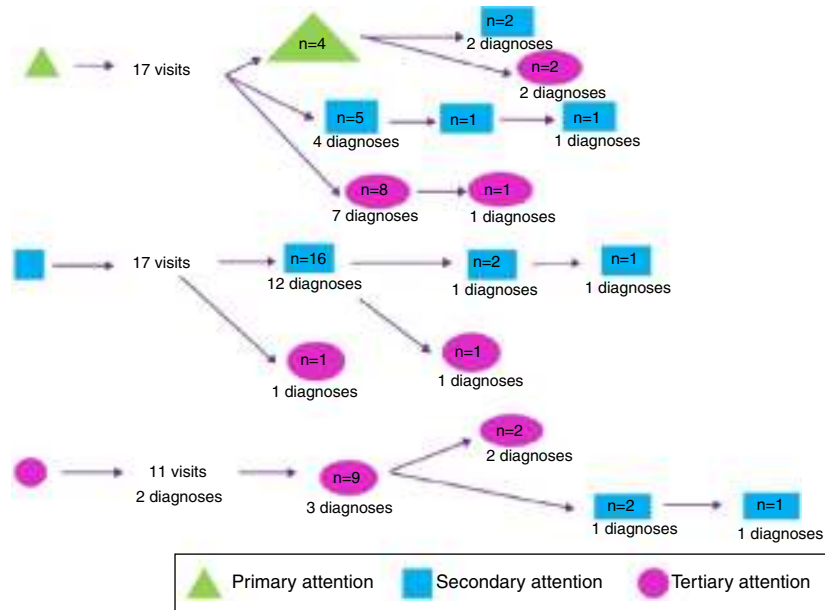 n=2
n=4
2 diagnoses
17 visits
n=2
2 diagnoses
n=5
n=1
n=1
4 diagnoses
1 diagnoses
n=8
n=1
7 diagnoses
1 diagnoses
17 visits
n=16
n=2
n=1
12 diagnoses
1 diagnoses
1 diagnoses
n=1
n=1
1 diagnoses
1 diagnoses
n=2
2 diagnoses
11 visits
2 diagnoses
n=9
3 diagnoses
n=2
n=1
1 diagnoses
1 diagnoses
Primary attention
Secondary attention
Tertiary attention